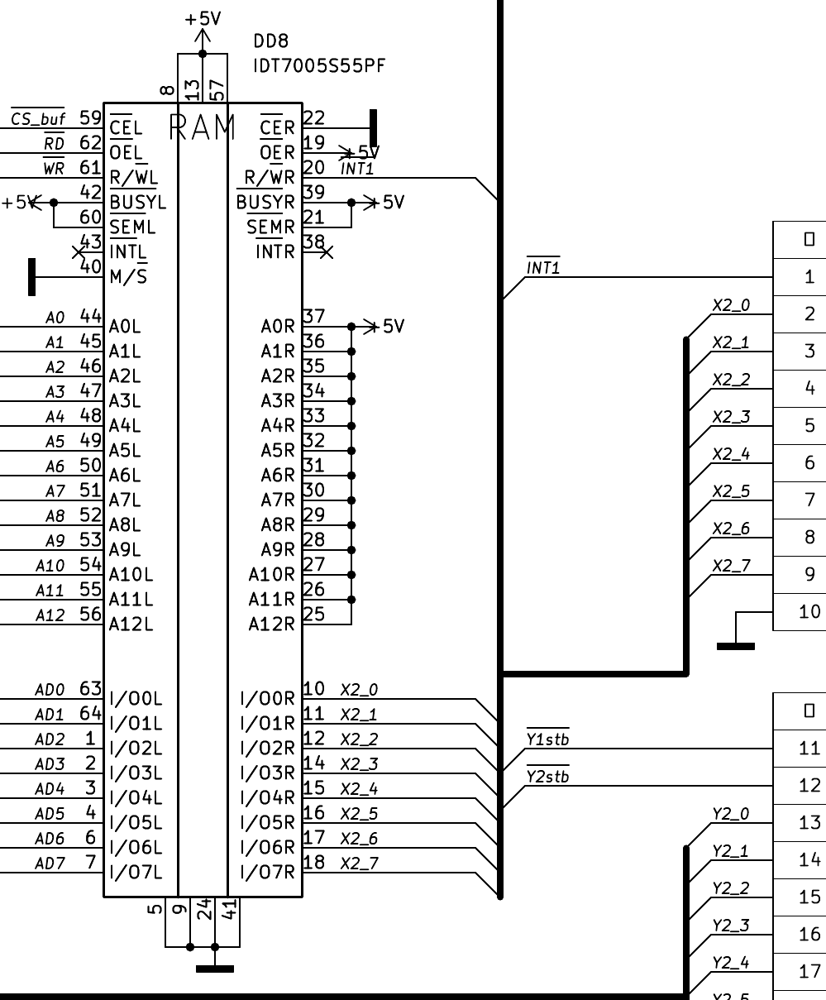 +5V
DD8
IDT7005S55PF
8 13 57
RAM
CS_buf 59 CEL CER 22
RD 62 OEL OER 19 +5V
WR 61 R/WL R/WR 20 INT1
+5V 42 BUSYL BUSYR 39 +5V
60 SEML SEMR 21
43 INTL INTR 38
40 M/S
INT1 1
X2_0 2
A0 44 A0L A0R 37 +5V
A1 45 A1L A1R 36 X2_1 3
A2 46 A2L A2R 35 X2_2 4
A3 47 A3L A3R 34
A4 48 A4L A4R 33 X2_3 5
A5 49 A5L A5R 32 X2_4 6
A6 50 A6L A6R 31
A7 51 A7L A7R 30 X2_5 7
A8 52 A8L A8R 29
A9 53 A9L A9R 28 X2_6 8
A10 54 A10L A10R 27 X2_7 9
A11 55 A11L A11R 26
A12 56 A12L A12R 25 10
AD0 63 I/O0L I/O0R 10 X2_0
AD1 64 I/O1L I/O1R 11 X2_1
AD2 1 I/O2L I/O2R 12 X2_2 Y1stb 11
AD3 2 I/O3L I/O3R 14 X2_3 Y2stb 12
AD4 3 I/O4L I/O4R 15 X2_4
AD5 4 I/O5L I/O5R 16 X2_5 Y2_0 13
AD6 6 I/O6L I/O6R 17 X2_6 Y2_1 14
AD7 7 I/O7L I/O7R 18 X2_7
5 9 24 41
Y2_2 15
Y2_3 16
Y2_4 17
Y2_5